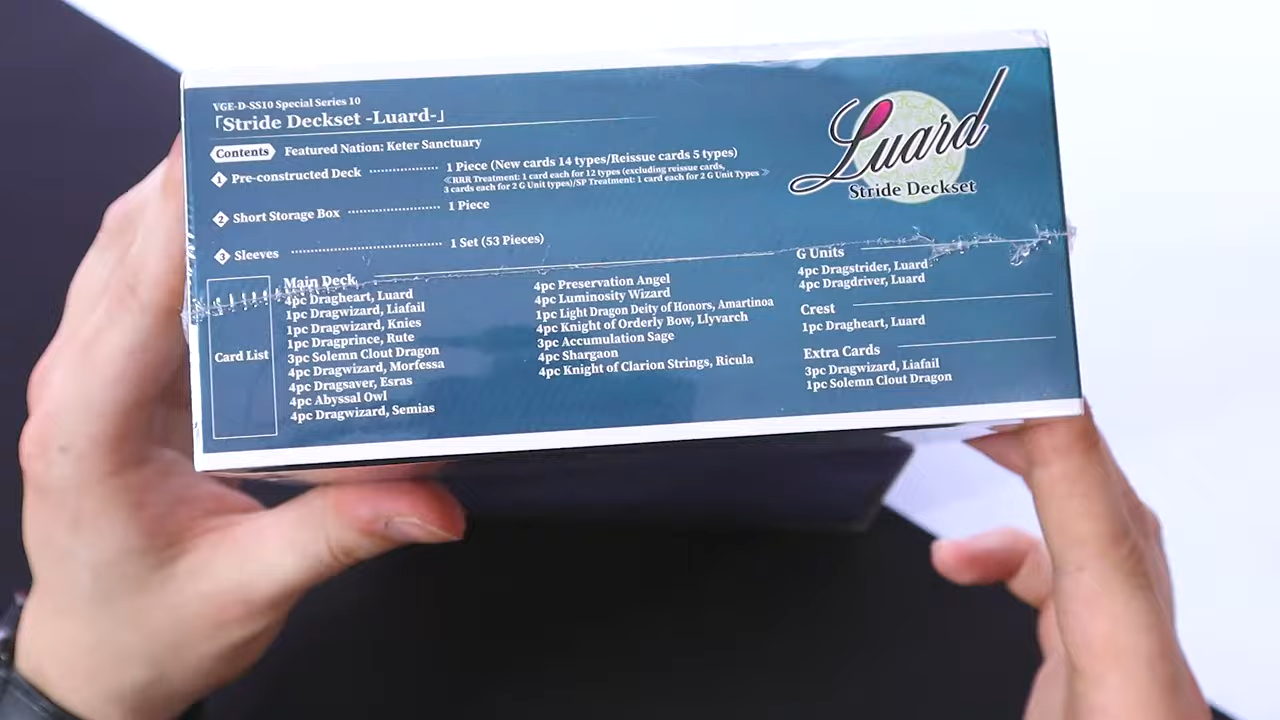 VGE-D-SS10 Special Series 10
「Stride Deckset -Luard-」
Contents Featured Nation: Keter Sanctuary
1 Pre-constructed Deck ………………… 1 Piece (New cards 14 types/Reissue cards 5 types)
≪RRR Treatment: 1 card each for 12 types (excluding reissue cards,
3 cards each for 2 G Unit types)/SP Treatment: 1 card each for 2 G Unit Types ≫
2 Short Storage Box ………………… 1 Piece
3 Sleeves ………………… 1 Set (53 Pieces)
Luard
Stride Deckset
Card List
Main Deck
4pc Dragheart, Luard
1pc Dragwizard, Liafail
1pc Dragwizard, Knies
1pc Dragprince, Rute
3pc Solemn Clout Dragon
4pc Dragwizard, Morfessa
4pc Dragsaver, Esras
4pc Abyssal Owl
4pc Dragwizard, Semias
4pc Preservation Angel
4pc Luminosity Wizard
1pc Light Dragon Deity of Honors, Amartinoa
4pc Knight of Orderly Bow, Llyvarch
3pc Accumulation Sage
4pc Shargaon
4pc Knight of Clarion Strings, Ricula
G Units
4pc Dragstrider, Luard
4pc Dragdriver, Luard
Crest
1pc Dragheart, Luard
Extra Cards
3pc Dragwizard, Liafail
1pc Solemn Clout Dragon